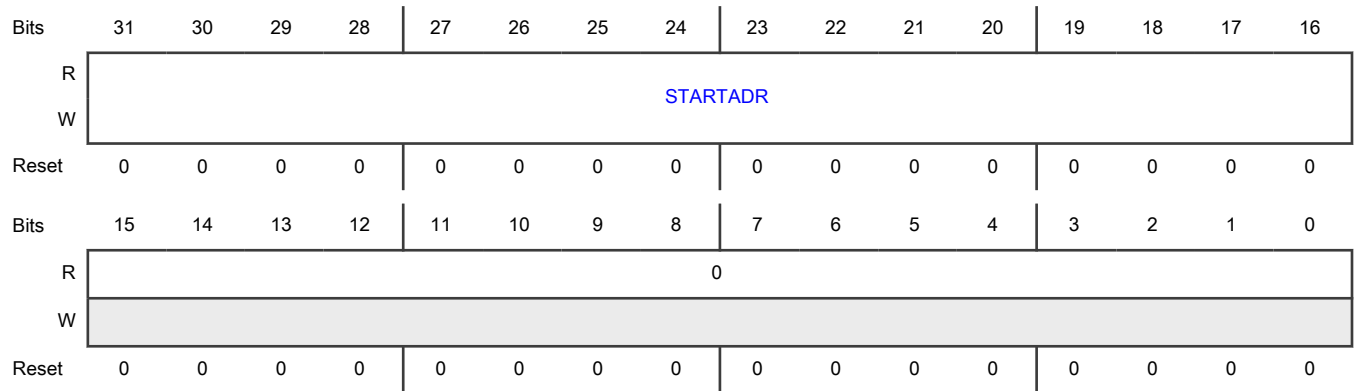 Bits 31 30 29 28 27 26 25 24 23 22 21 20 19 18 17 16
R
STARTADR
W
Reset 0 0 0 0 0 0 0 0 0 0 0 0 0 0 0 0
Bits 15 14 13 12 11 10 9 8 7 6 5 4 3 2 1 0
R 0
W
Reset 0 0 0 0 0 0 0 0 0 0 0 0 0 0 0 0